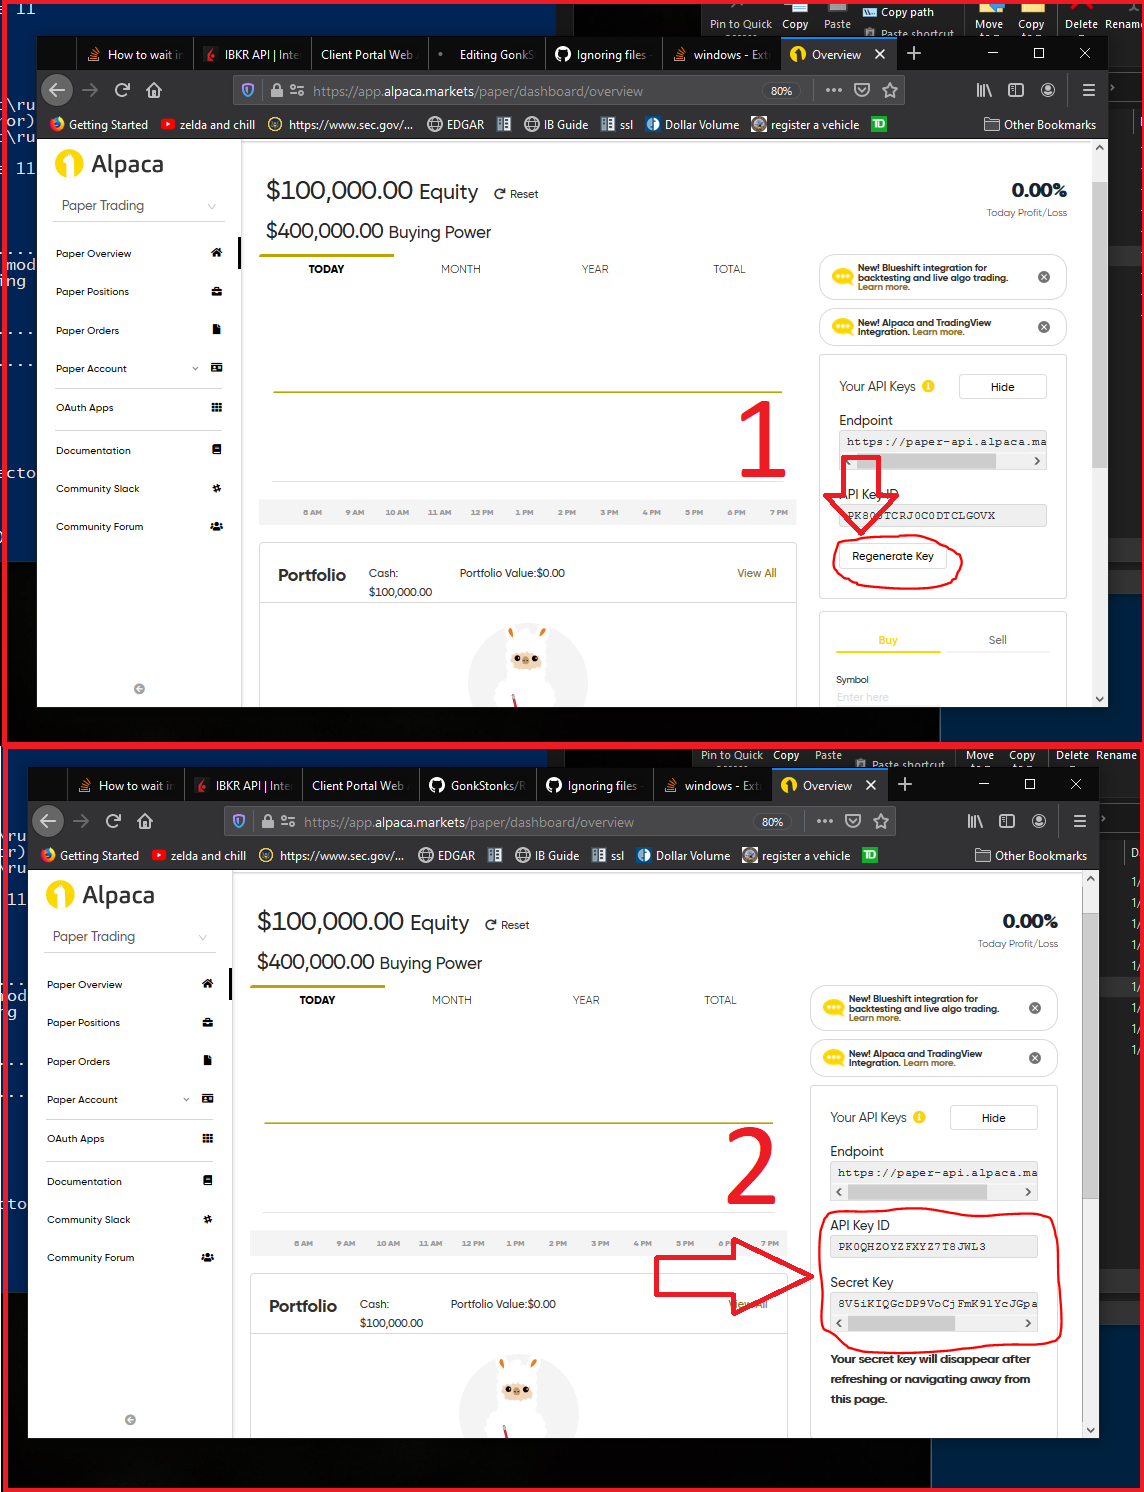 11
Pin to Quick Copy Paste Copy path Move Copy Delete Rename
Paste shortcut
How to wait in IBKR API | Inte Client Portal Web Editing GonkS Ignoring files - windows - Ext Overview
https://app.alpaca.markets/paper/dashboard/overview 80%
Getting Started zelda and chill https://www.sec.gov/... EDGAR IB Guide ssl Dollar Volume register a vehicle TD Other Bookmarks
Alpaca
Paper Trading
Paper Overview
Paper Positions
Paper Orders
Paper Account
OAuth Apps
Documentation
Community Slack
Community Forum
$100,000.00 Equity Reset
$400,000.00 Buying Power
0.00%
Today Profit/Loss
TODAY MONTH YEAR TOTAL
New! Blueshift integration for
backtesting and live algo trading.
Learn more.
New! Alpaca and TradingView
Integration. Learn more.
Your API Keys Hide
Endpoint
https://paper-api.alpaca.ma
1
API Key ID
Regenerate Key
8 AM 9 AM 10 AM 11 AM 12 PM 1 PM 2 PM 3 PM 4 PM 5 PM 6 PM 7 PM
Portfolio Cash: Portfolio Value:$0.00 View All
$100,000.00
Buy Sell
Symbol
Enter here
Pin to Quick Copy Paste Move Copy Delete Rename
Paste shortcut
How to wait in IBKR API | Inte Client Portal Web GonkStonks/R Ignoring files - windows - Ext Overview
https://app.alpaca.markets/paper/dashboard/overview 80%
Getting Started zelda and chill https://www.sec.gov/... EDGAR IB Guide ssl Dollar Volume register a vehicle TD Other Bookmarks
Alpaca
Paper Trading
Paper Overview
Paper Positions
Paper Orders
Paper Account
OAuth Apps
Documentation
Community Slack
Community Forum
$100,000.00 Equity Reset
$400,000.00 Buying Power
0.00%
Today Profit/Loss
TODAY MONTH YEAR TOTAL
New! Blueshift integration for
backtesting and live algo trading.
Learn more.
New! Alpaca and TradingView
Integration. Learn more.
Your API Keys Hide
Endpoint
https://paper-api.alpaca.ma
2
API Key ID
PK0QHZOYZFXYZ7T8JWL3
Secret Key
8V5iKIQGcDP9VoCjFmK9lYcJGpa
Your secret key will disappear after
refreshing or navigating away from
this page.
8 AM 9 AM 10 AM 11 AM 12 PM 1 PM 2 PM 3 PM 4 PM 5 PM 6 PM 7 PM
Portfolio Cash: Portfolio Value:$0.00 View All
$100,000.00